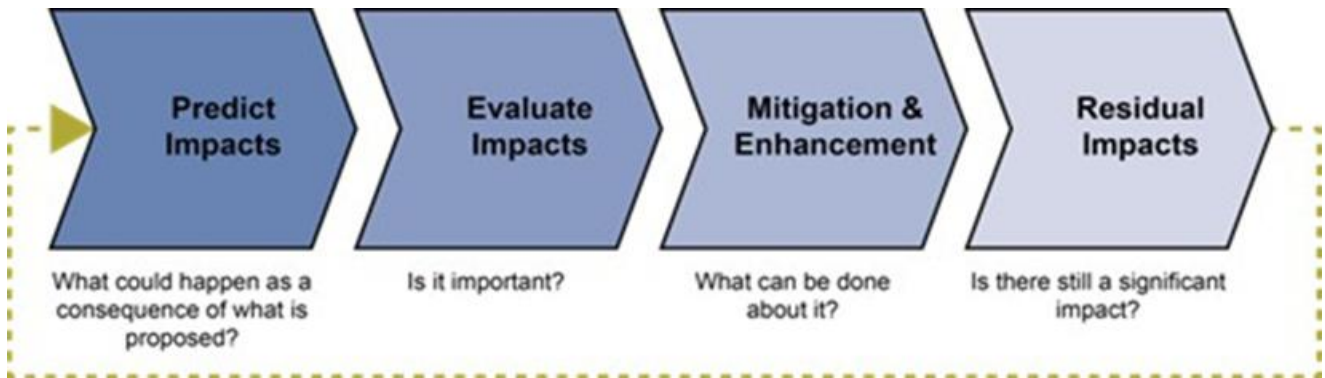 Predict
Impacts
Evaluate
Impacts
Mitigation &
Enhancement
Residual
Impacts
What could happen as a
consequence of what is
proposed?
Is it important?
What can be done
about it?
Is there still a significant
impact?